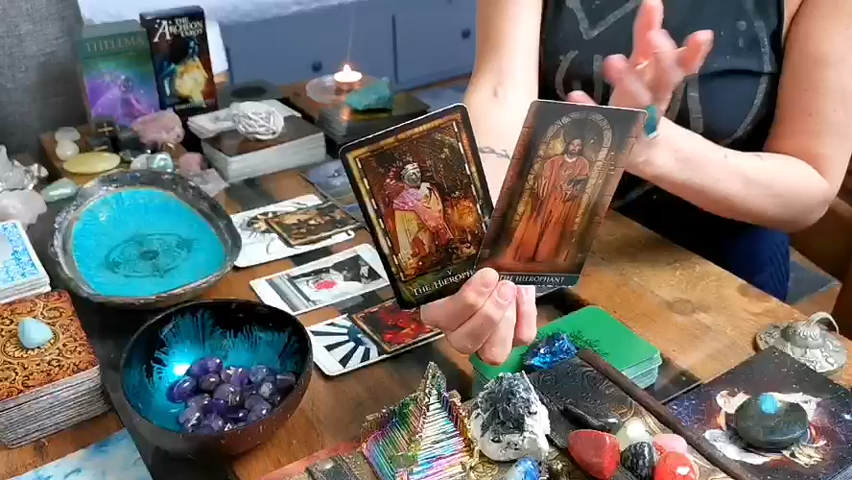 THELEMA
THE
ARCHEON
TAROT
V
THE HIEROPHANT
THE HIEROPHANT